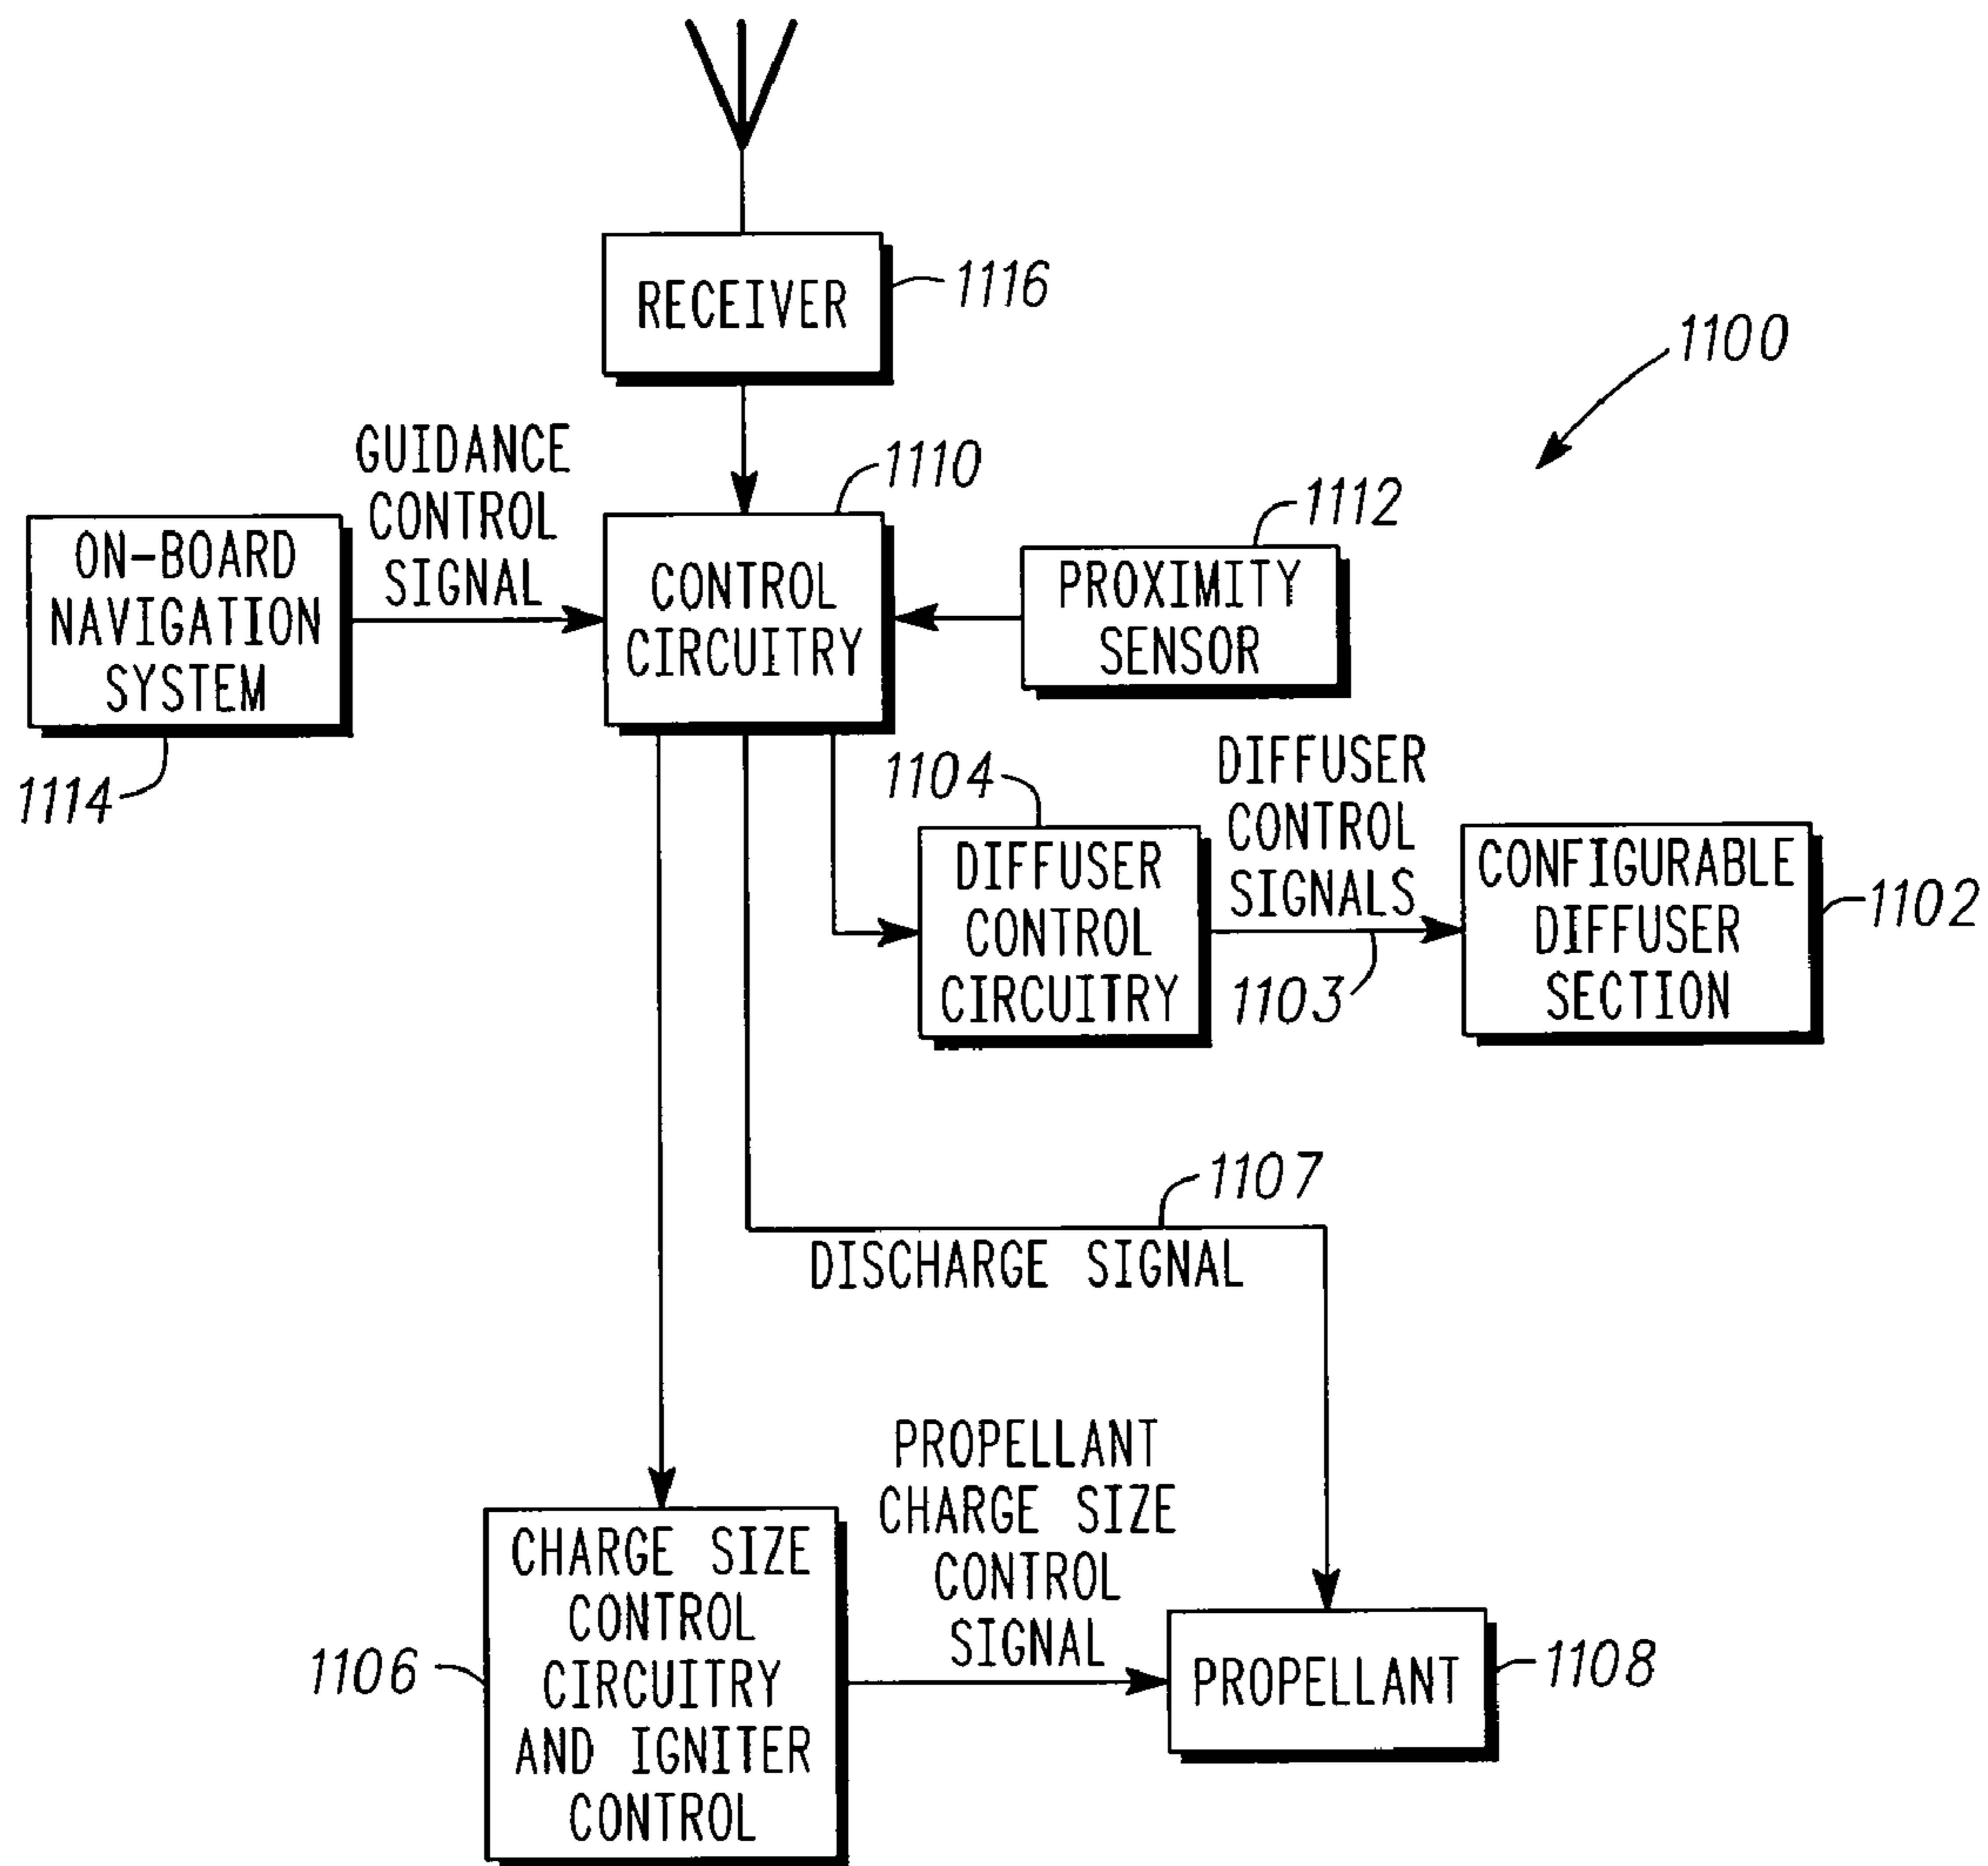 RECEIVER
1116
1100
GUIDANCE
CONTROL
SIGNAL
1110
1112
ON-BOARD
NAVIGATION
SYSTEM
1114
CONTROL
CIRCUITRY
PROXIMITY
SENSOR
1104
DIFFUSER
CONTROL
CIRCUITRY
DIFFUSER
CONTROL
SIGNALS
1103
CONFIGURABLE
DIFFUSER
SECTION
1102
1107
DISCHARGE SIGNAL
CHARGE SIZE
CONTROL
CIRCUITRY
AND IGNITER
CONTROL
1106
PROPELLANT
CHARGE SIZE
CONTROL
SIGNAL
PROPELLANT
1108